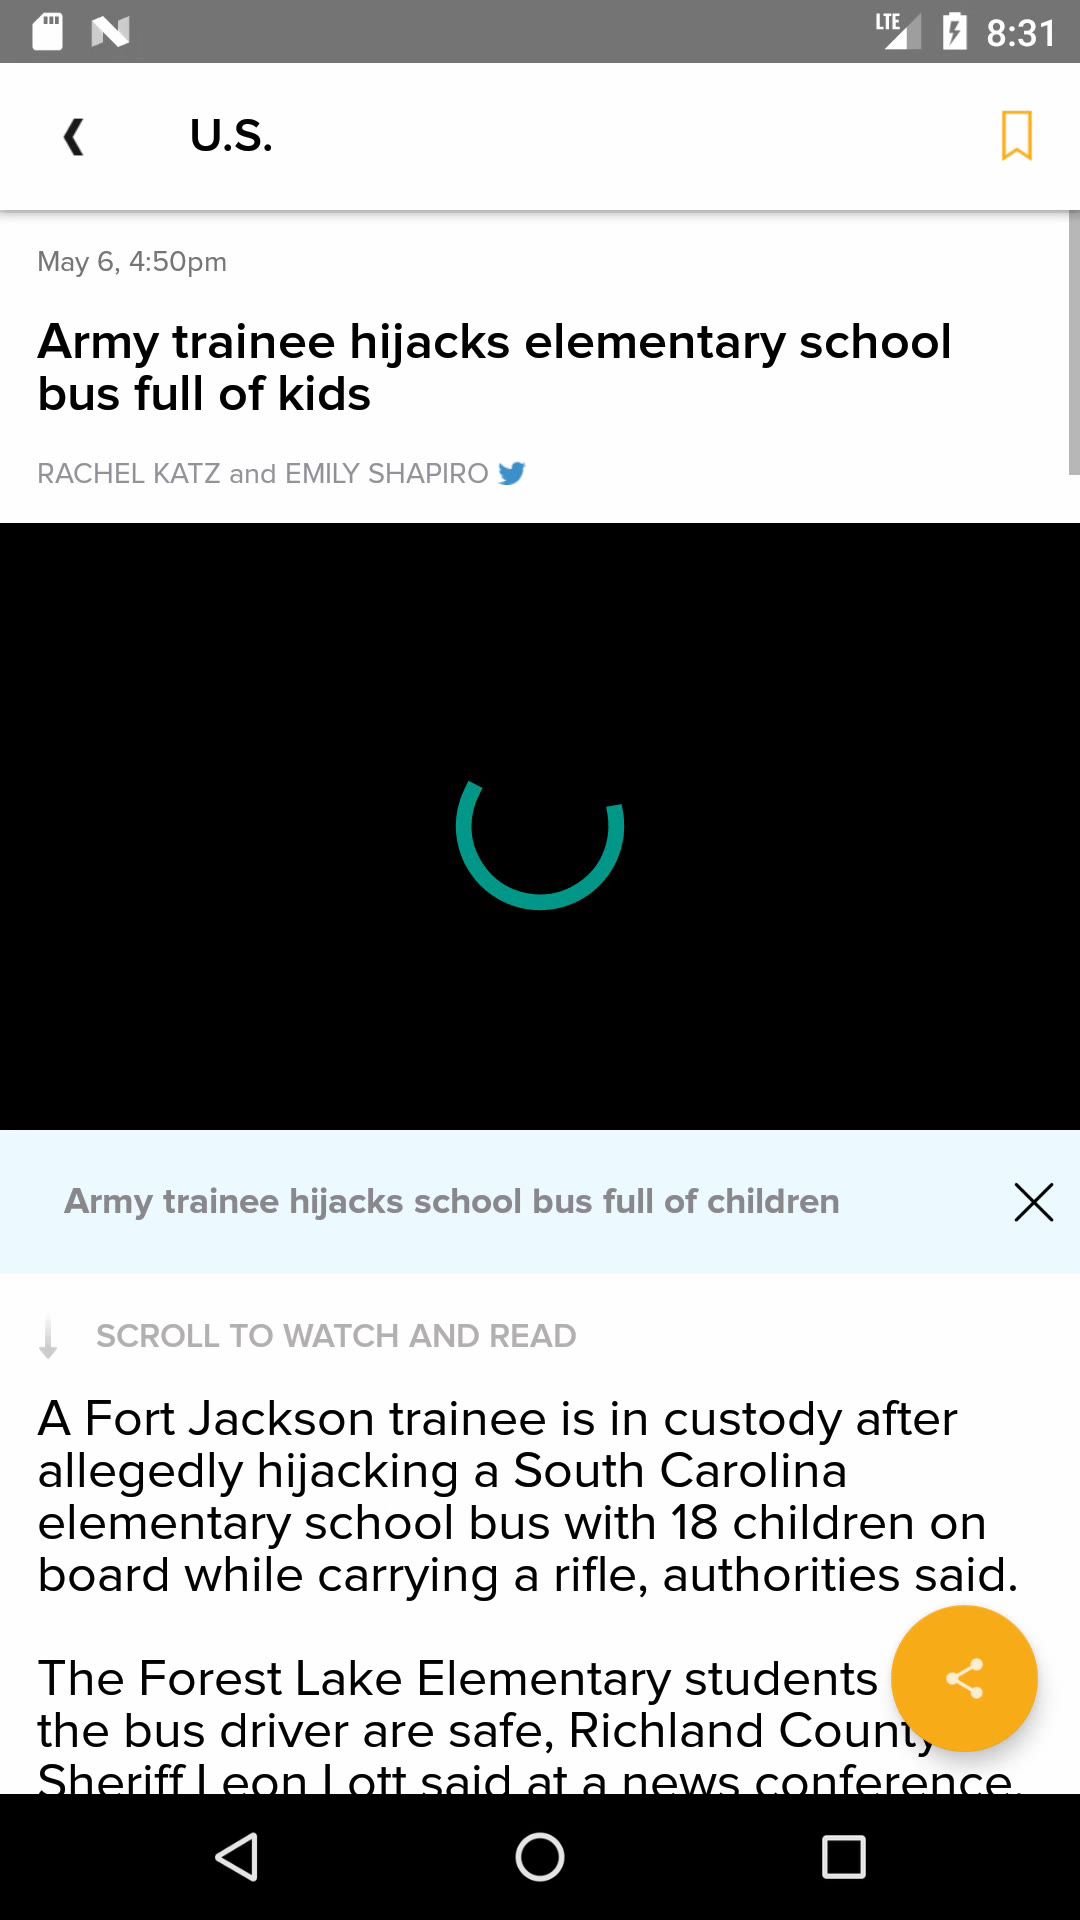 LTE 8:31
U.S.
May 6, 4:50pm
Army trainee hijacks elementary school
bus full of kids
RACHEL KATZ and EMILY SHAPIRO
Army trainee hijacks school bus full of children
SCROLL TO WATCH AND READ
A Fort Jackson trainee is in custody after
allegedly hijacking a South Carolina
elementary school bus with 18 children on
board while carrying a rifle, authorities said.
The Forest Lake Elementary students
the bus driver are safe, Richland County
Sheriff Leon Lott said at a news conference.